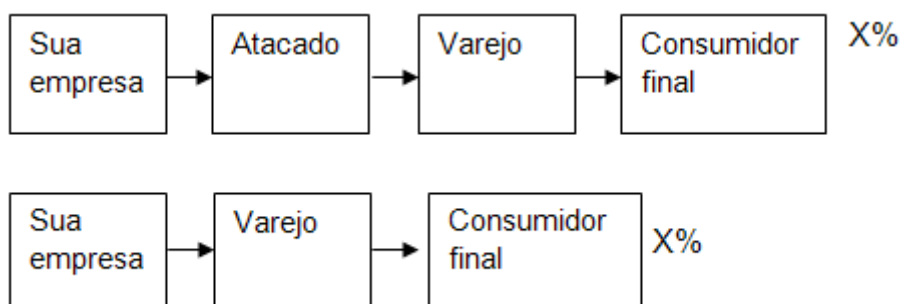 Sua empresa
Atacado
Varejo
Consumidor final
X%
Sua empresa
Varejo
Consumidor final
X%